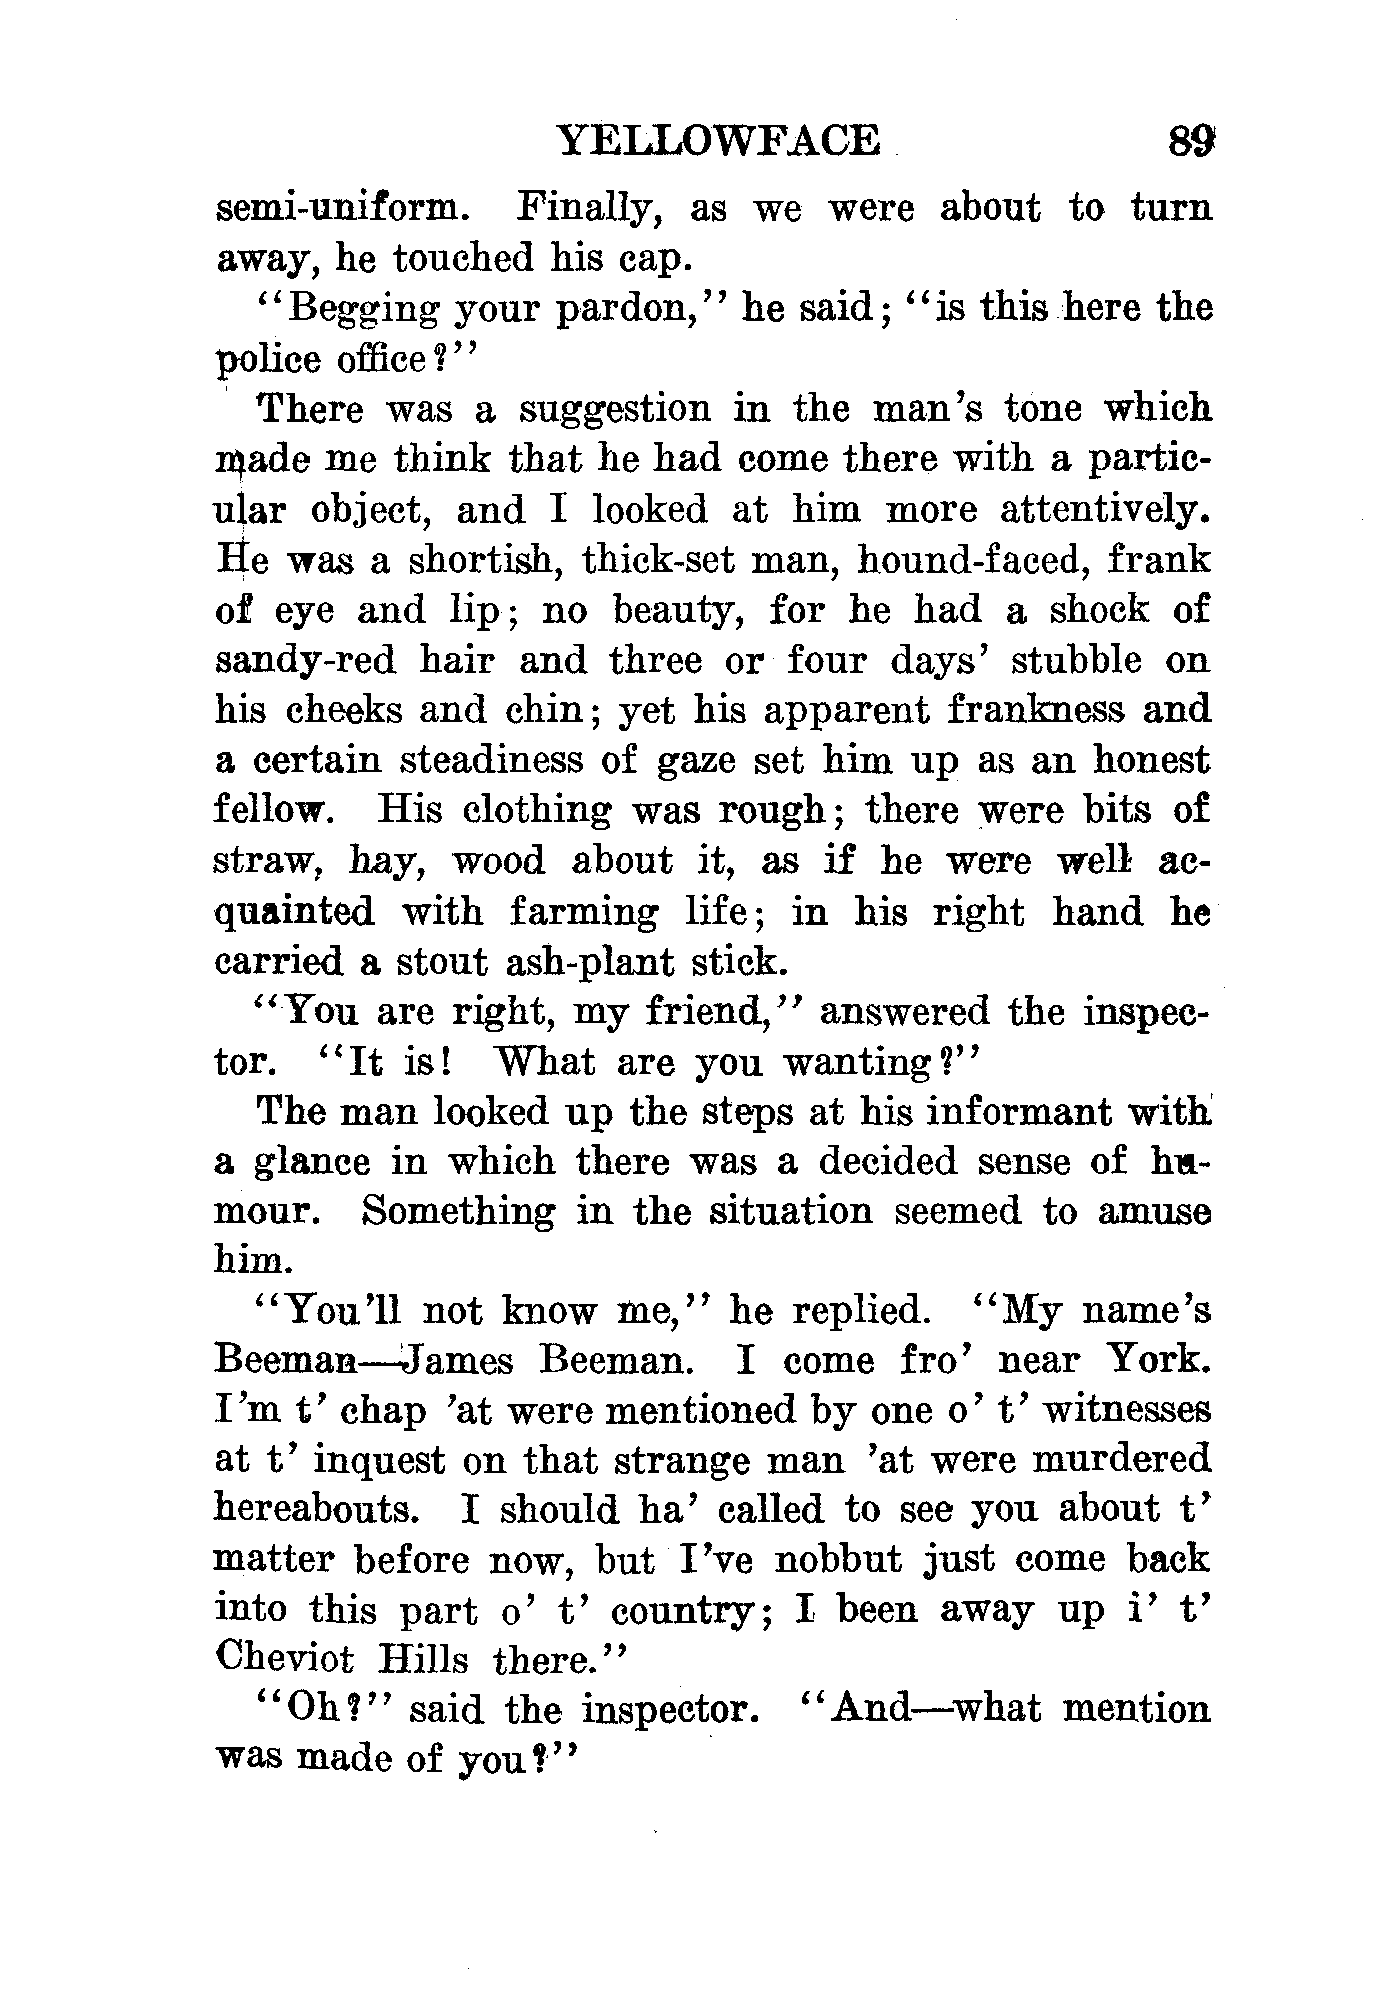 YELLOWFACE 89
semi-uniform. Finally, as we were about to turn
away, he touched his cap.
"Begging your pardon," he said; "is this here the
police office?"
There was a suggestion in the man's tone which
made me think that he had come there with a partic-
ular object, and I looked at him more attentively.
He was a shortish, thick-set man, hound-faced, frank
of eye and lip; no beauty, for he had a shock of
sandy-red hair and three or four days' stubble on
his cheeks and chin; yet his apparent frankness and
a certain steadiness of gaze set him up as an honest
fellow. His clothing was rough; there were bits of
straw, hay, wood about it, as if he were well ac-
quainted with farming life; in his right hand he
carried a stout ash-plant stick.
"You are right, my friend," answered the inspec-
tor. "It is! What are you wanting?"
The man looked up the steps at his informant with
a glance in which there was a decided sense of hu-
mour. Something in the situation seemed to amuse
him.
"You'll not know me," he replied. "My name's
Beeman—James Beeman. I come fro' near York.
I'm t' chap 'at were mentioned by one o' t' witnesses
at t' inquest on that strange man 'at were murdered
hereabouts. I should ha' called to see you about t'
matter before now, but I've nobbut just come back
into this part o' t' country; I been away up i' t'
Cheviot Hills there."
"Oh?" said the inspector. "And—what mention
was made of you?"